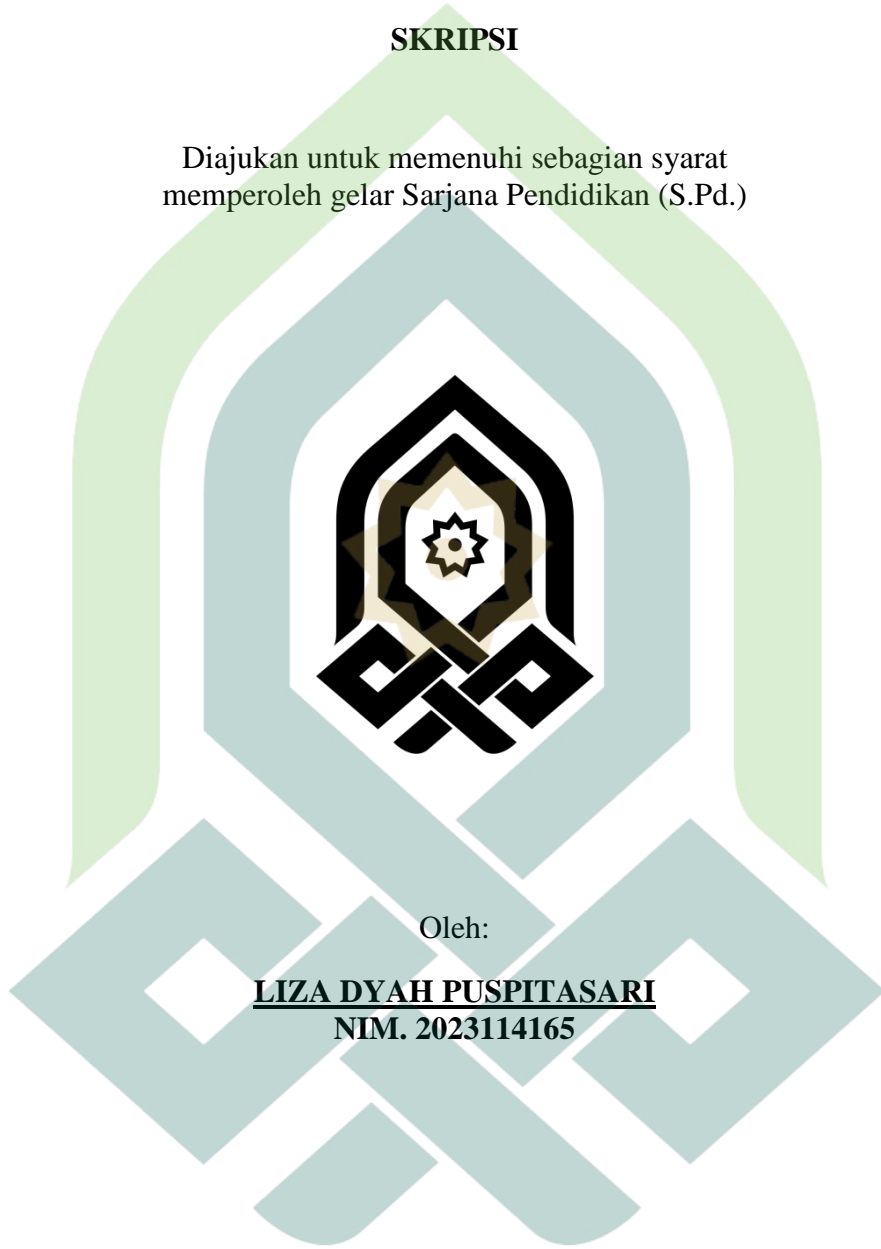 SKRIPSI
Diajukan untuk memenuhi sebagian syarat
memperoleh gelar Sarjana Pendidikan (S.Pd.)
Oleh:
LIZA DYAH PUSPITASARI
NIM. 2023114165